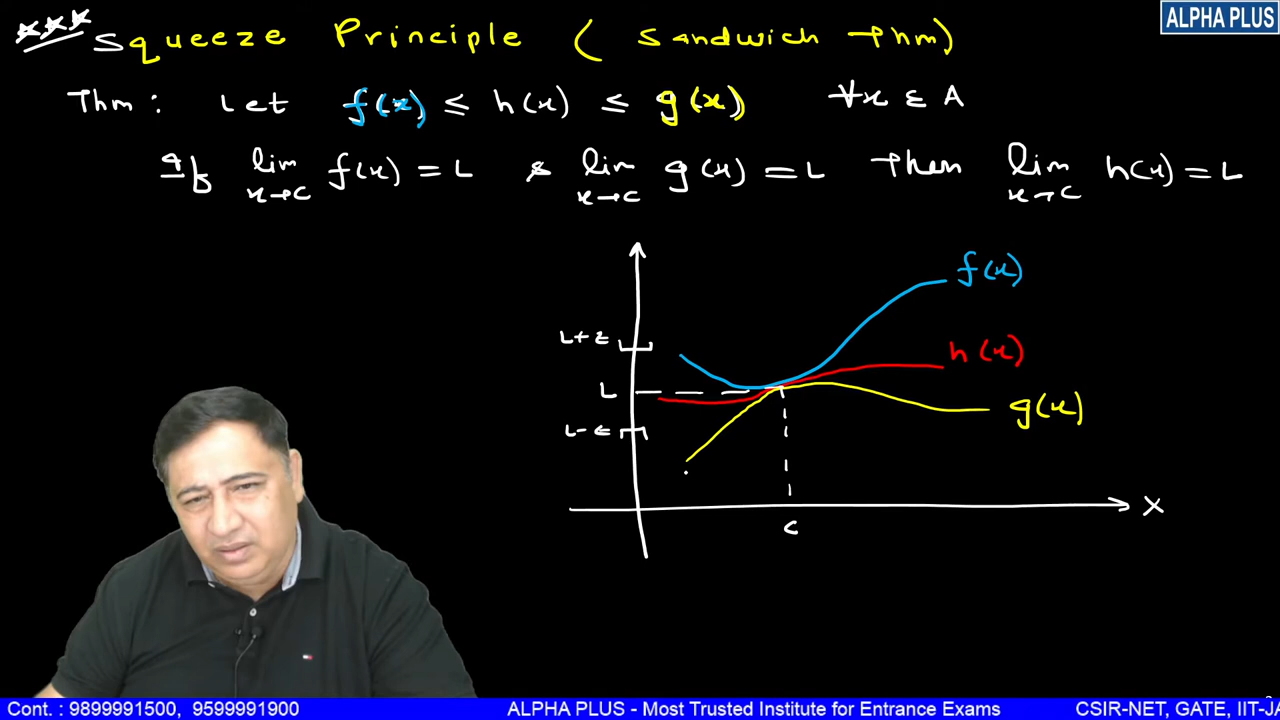 *** Squeeze Principle ( Sandwich Thm)
ALPHA PLUS
Thm : Let f(x) ≤ h(x) ≤ g(x) ∀x ∈ A
If lim x→c f(x) = L & lim x→c g(x) = L Then lim x→c h(x) = L
f(x)
L+ε
h(x)
L
g(x)
L-ε
X
c
Cont. : 9899991500, 9599991900 ALPHA PLUS - Most Trusted Institute for Entrance Exams CSIR-NET, GATE, IIT-JA